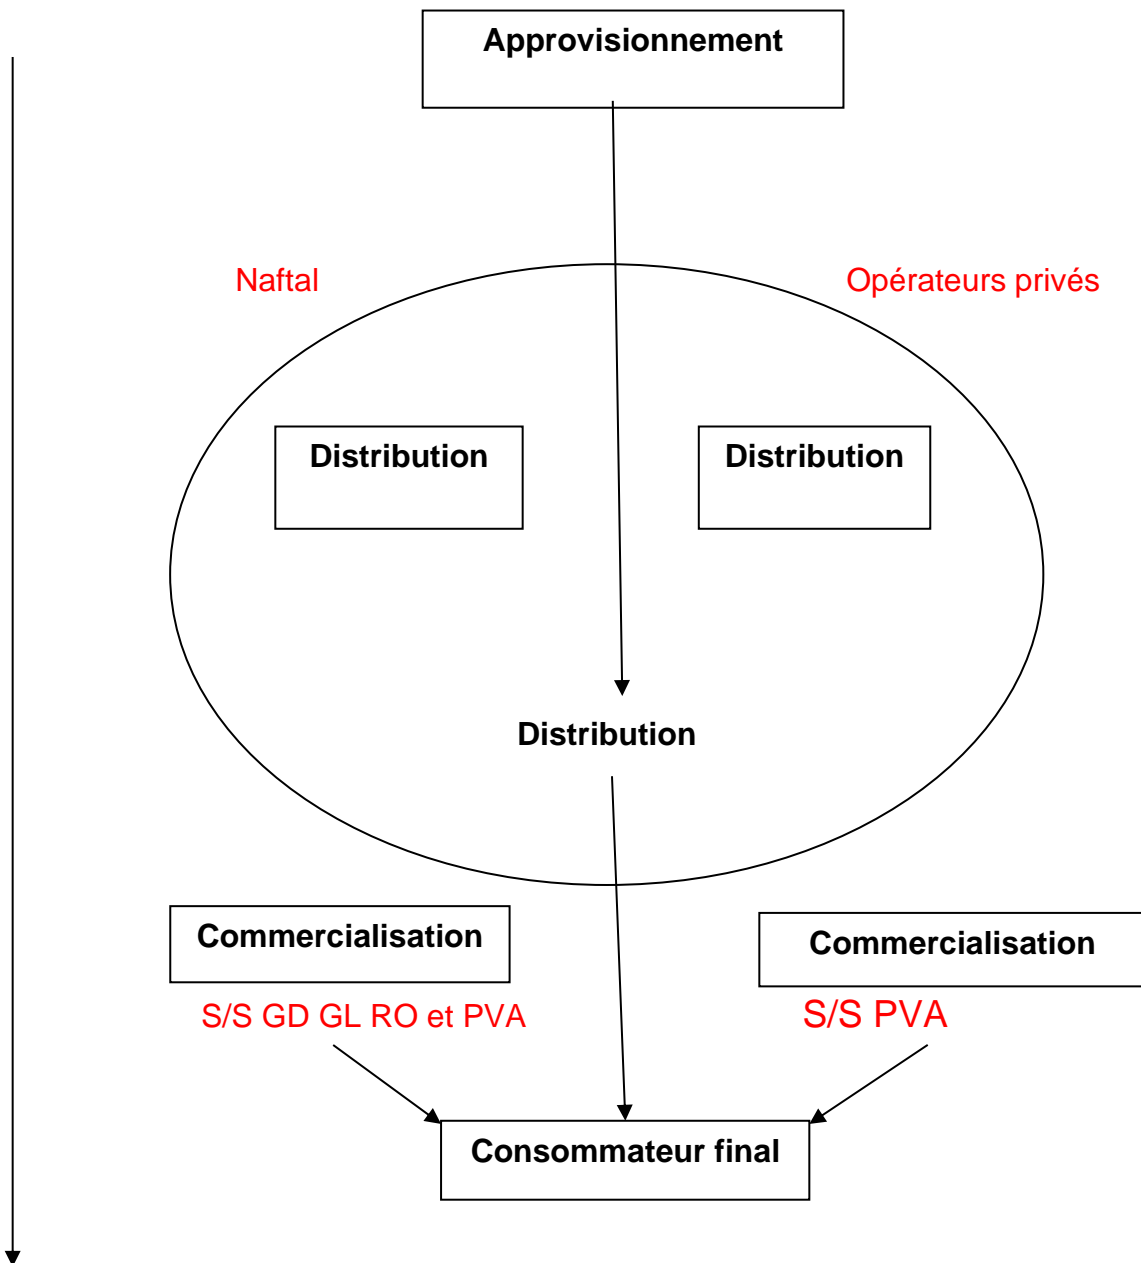 Approvisionnement
Naftal
Opérateurs privés
Distribution
Distribution
Distribution
Commercialisation
Commercialisation
S/S GD GL RO et PVA
S/S PVA
Consommateur final